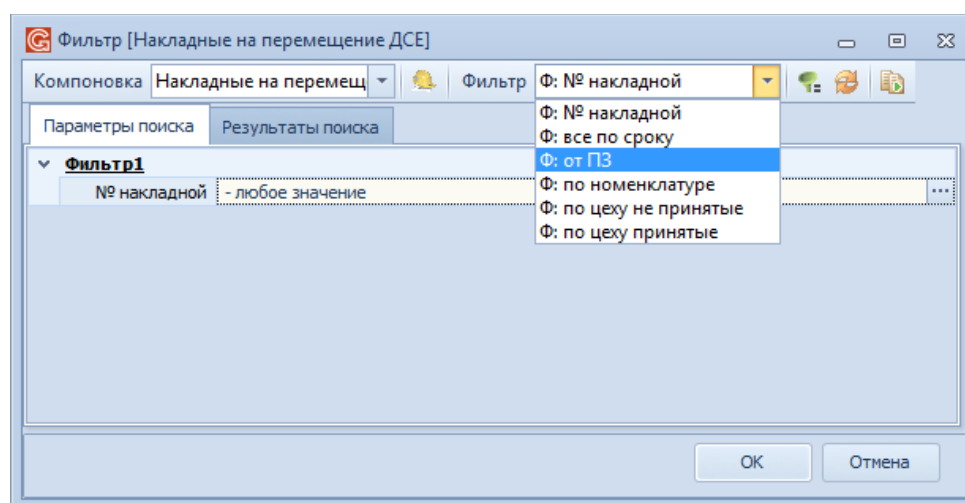 Фильтр [Накладные на перемещение ДСЕ]
Компоновка Накладные на перемещ Фильтр Ф: № накладной
Параметры поиска Результаты поиска
Ф: № накладной
Ф: все по сроку
Ф: от ПЗ
Ф: по номенклатуре
Ф: по цеху не принятые
Ф: по цеху принятые
Фильтр1
№ накладной - любое значение ...
OK Отмена